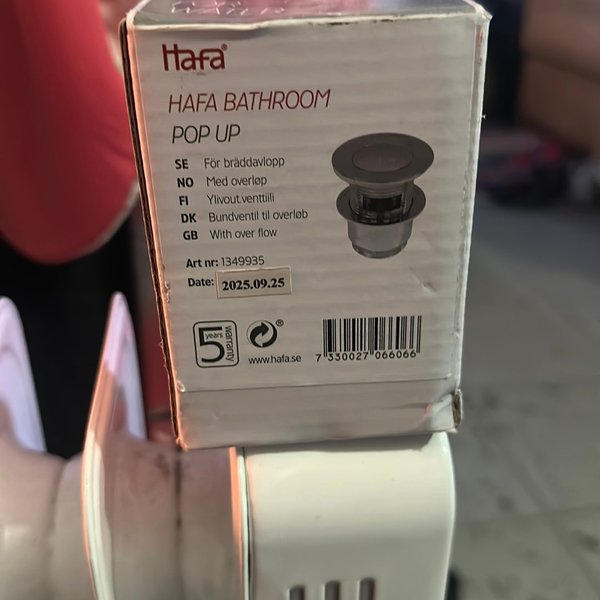 Hafa®
HAFA BATHROOM
POP UP
SE För bräddavlopp
NO Med overløp
FI Ylivout.venttiili
DK Bundventil til overløb
GB With over flow
Art nr: 1349935
Date: 2025.09.25
5 years warranty
®
www.hafa.se
7 330027 066066